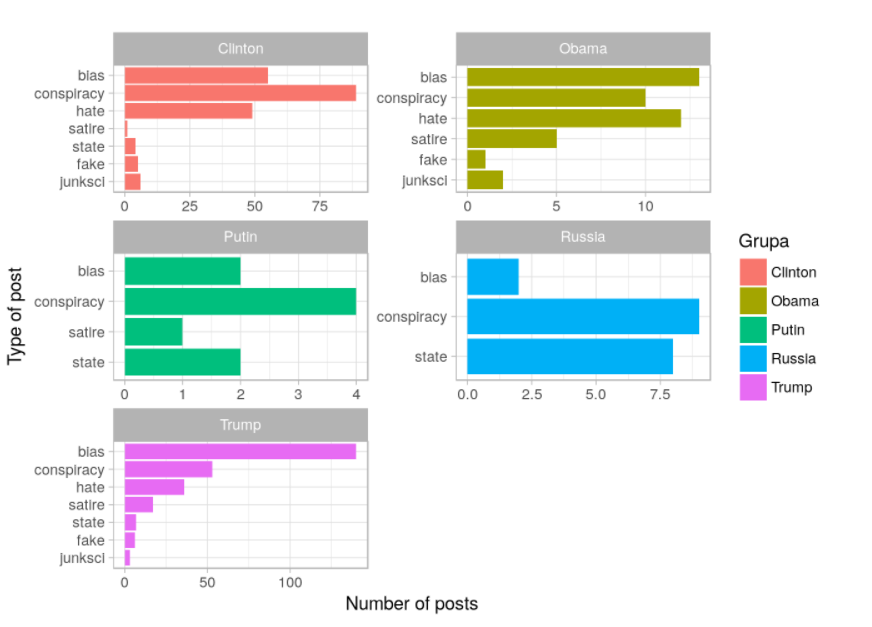 Clinton
bias
conspiracy
hate
satire
state
fake
junksci
0 25 50 75
Obama
bias
conspiracy
hate
satire
fake
junksci
0 5 10
Putin
bias
conspiracy
satire
state
0 1 2 3 4
Russia
bias
conspiracy
state
0.0 2.5 5.0 7.5
Trump
bias
conspiracy
hate
satire
state
fake
junksci
0 50 100
Type of post
Number of posts
Grupa
Clinton
Obama
Putin
Russia
Trump